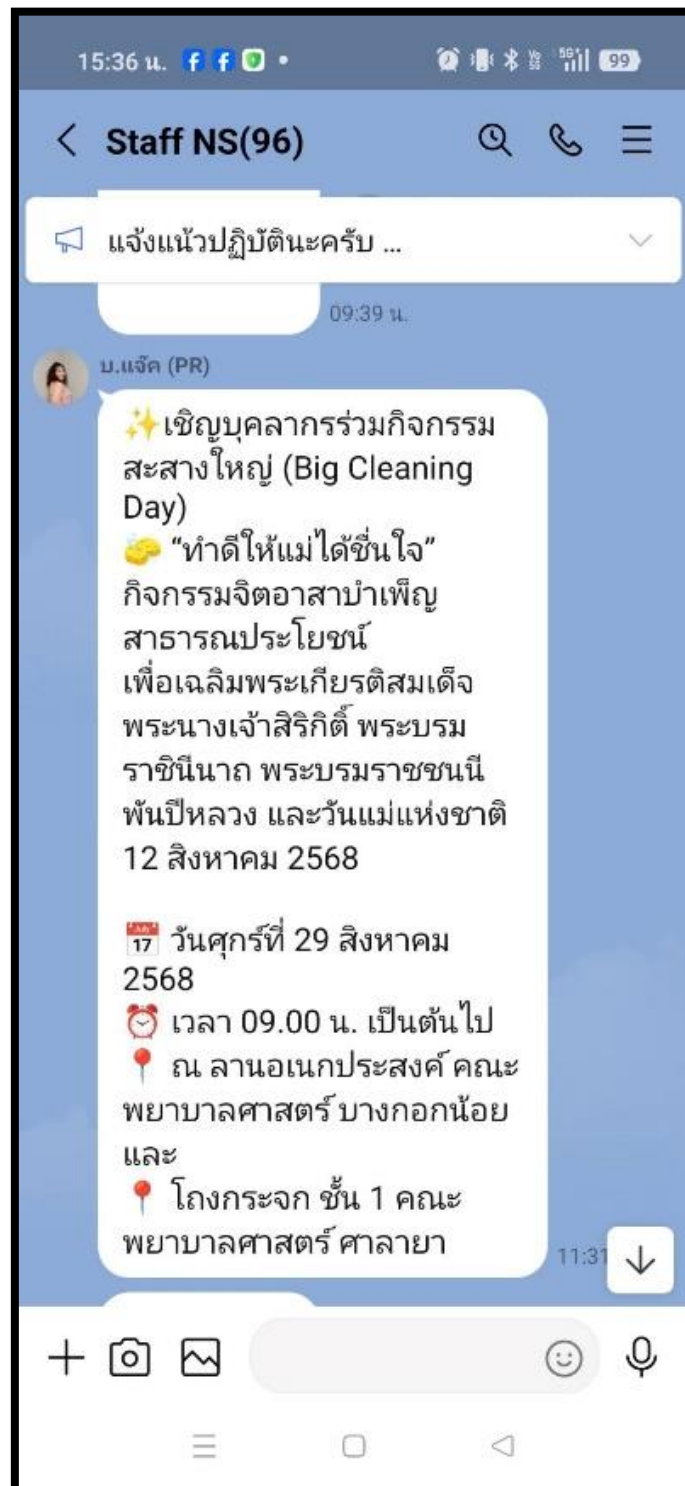 15:36 น.
5G
99
Staff NS(96)
แจ้งแน้วปฏิบัตินะครับ ...
09:39 น.
บ.แจ๊ค (PR)
✨เชิญบุคลากรร่วมกิจกรรม
สะสางใหญ่ (Big Cleaning
Day)
🧽 “ทำดีให้แม่ได้ชื่นใจ”
กิจกรรมจิตอาสาบำเพ็ญ
สาธารณประโยชน์
เพื่อเฉลิมพระเกียรติสมเด็จ
พระนางเจ้าสิริกิติ์ พระบรม
ราชินีนาถ พระบรมราชชนนี
พันปีหลวง และวันแม่แห่งชาติ
12 สิงหาคม 2568
📅 วันศุกร์ที่ 29 สิงหาคม
2568
⏰ เวลา 09.00 น. เป็นต้นไป
📍 ณ ลานอเนกประสงค์ คณะ
พยาบาลศาสตร์ บางกอกน้อย
และ
📍 โถงกระจก ชั้น 1 คณะ
พยาบาลศาสตร์ ศาลายา
11:31